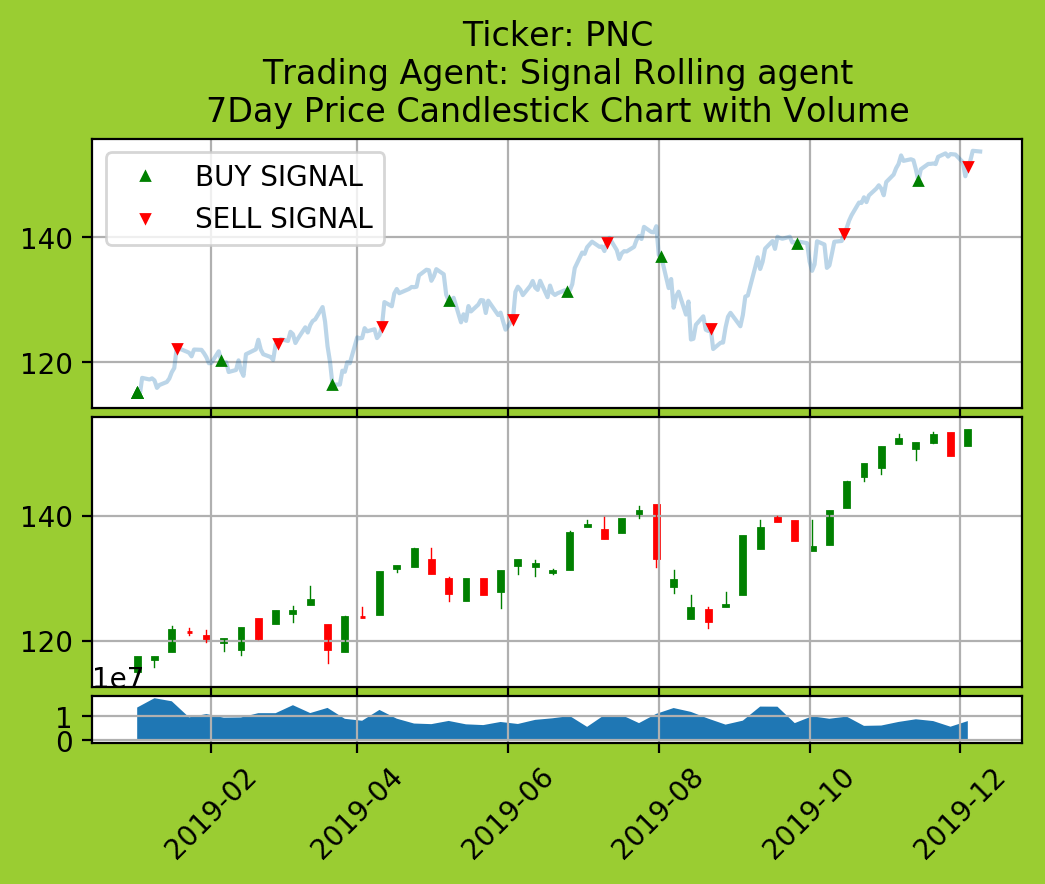 Ticker: PNC
Trading Agent: Signal Rolling agent
7Day Price Candlestick Chart with Volume
BUY SIGNAL
SELL SIGNAL
140
120
140
120
1e7
1
0
2019-02
2019-04
2019-06
2019-08
2019-10
2019-12